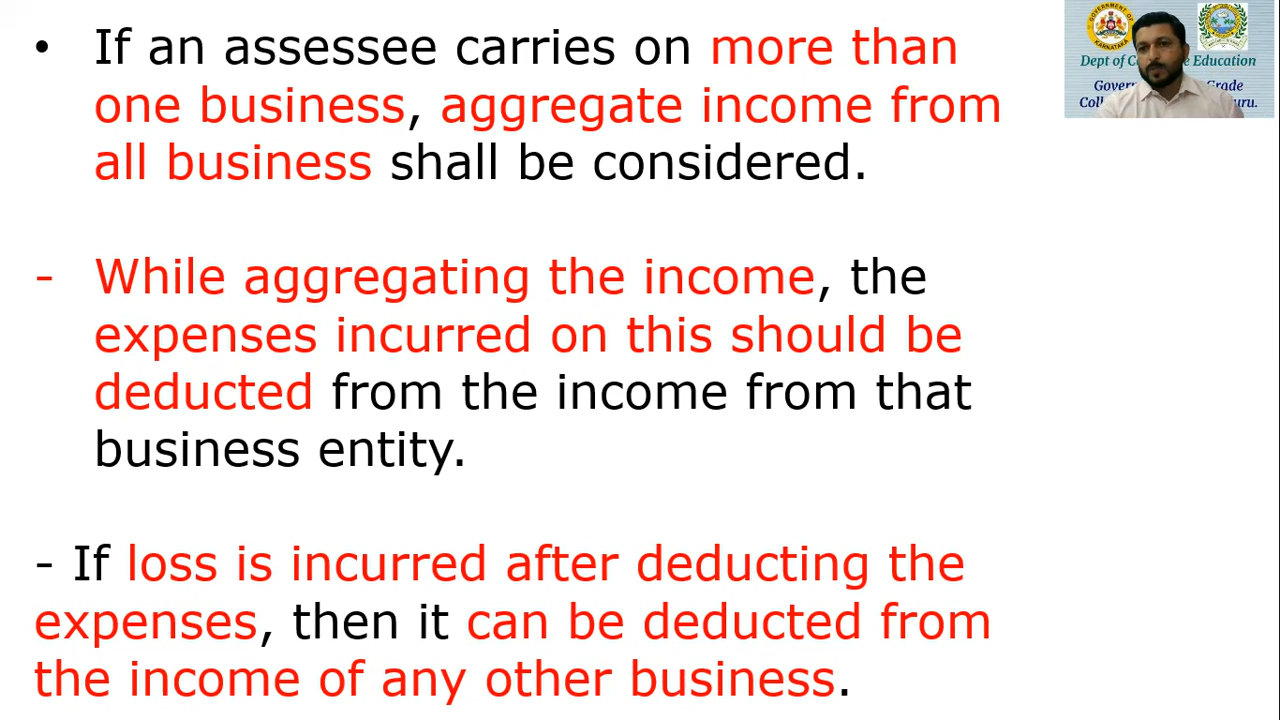 • If an assessee carries on more than
one business, aggregate income from
all business shall be considered.
- While aggregating the income, the
expenses incurred on this should be
deducted from the income from that
business entity.
- If loss is incurred after deducting the
expenses, then it can be deducted from
the income of any other business.
GOVERNMENT OF
KARNATAKA
Dept of Education
Grade